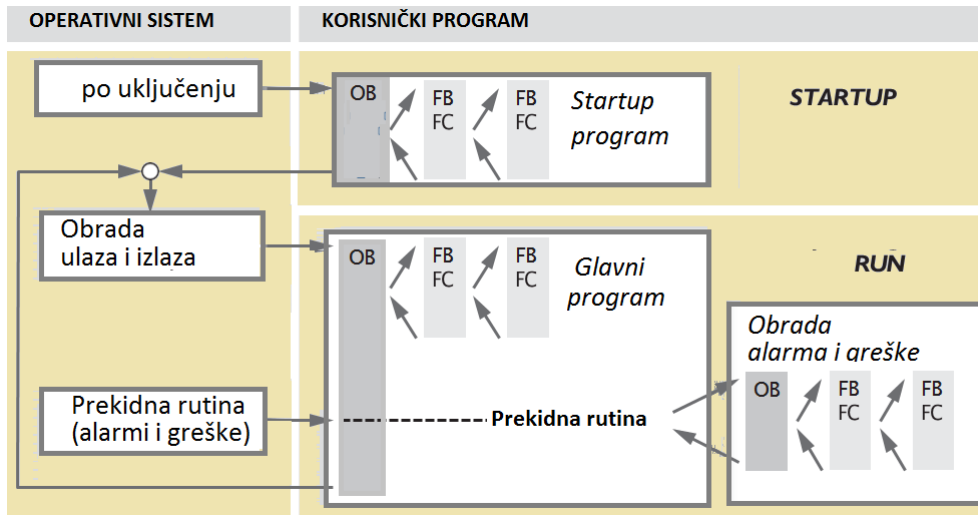 OPERATIVNI SISTEM
KORISNIČKI PROGRAM
po uključenju
OB
FB
FC
FB
FC
Startup
program
STARTUP
Obrada
ulaza i izlaza
OB
FB
FC
FB
FC
Glavni
program
RUN
Obrada
alarma i greške
OB
FB
FC
FB
FC
Prekidna rutina
(alarmi i greške)
Prekidna rutina